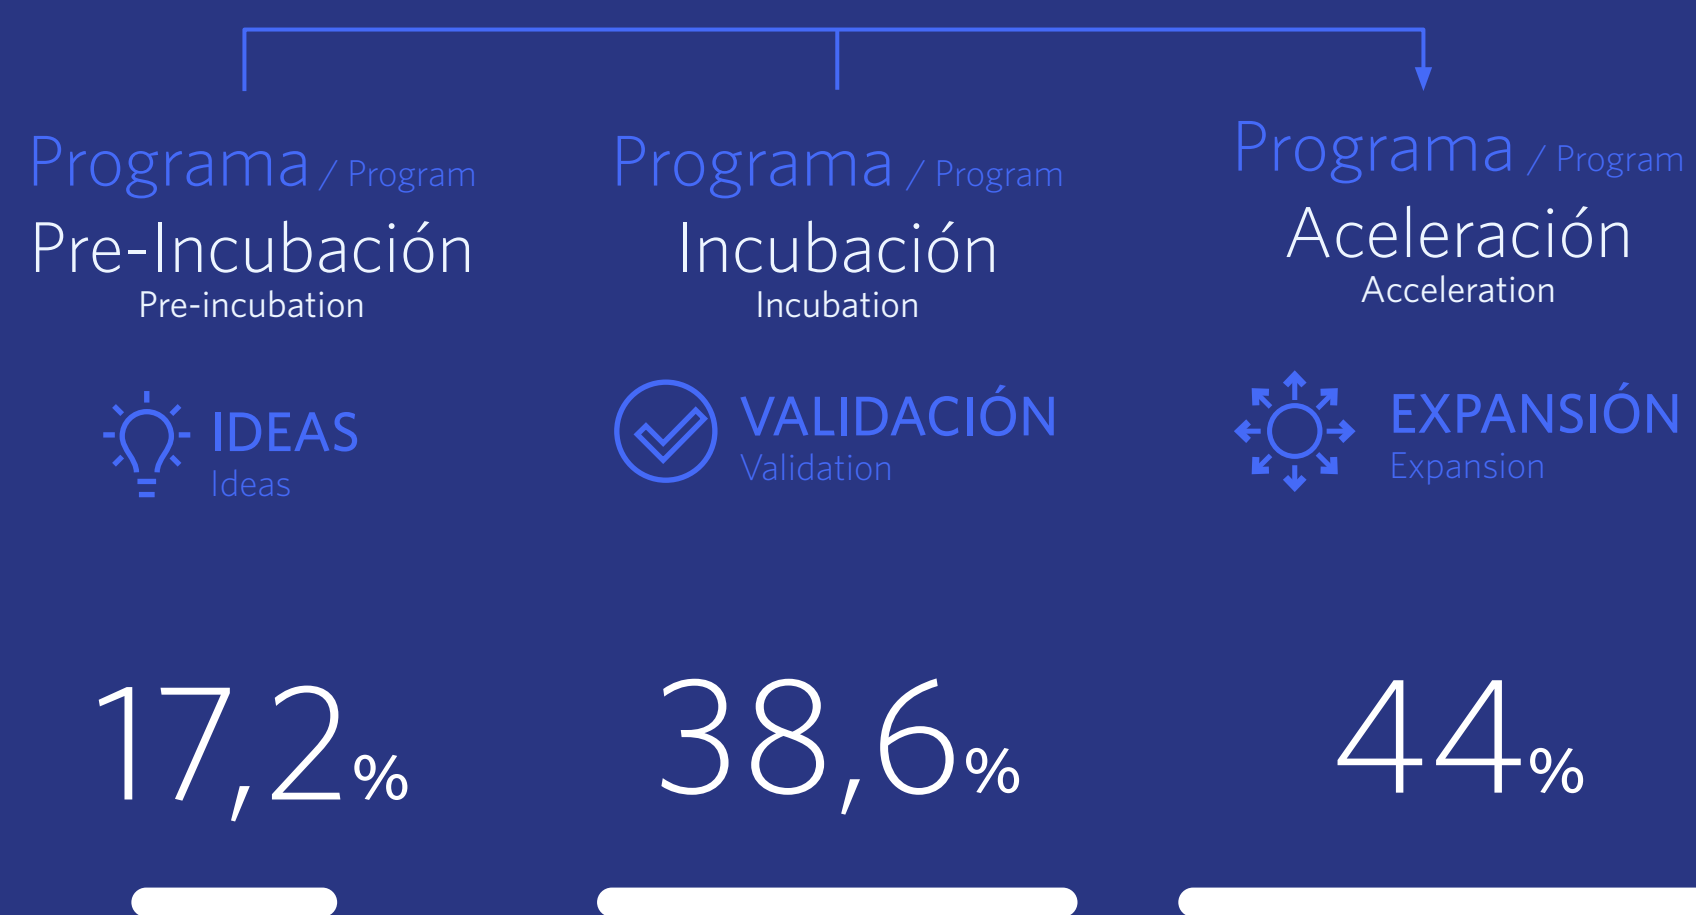 Programa / Program
Pre-Incubación
Pre-incubation
IDEAS
Ideas
17,2%
Programa / Program
Incubación
Incubation
VALIDACIÓN
Validation
38,6%
Programa / Program
Aceleración
Acceleration
EXPANSIÓN
Expansion
44%